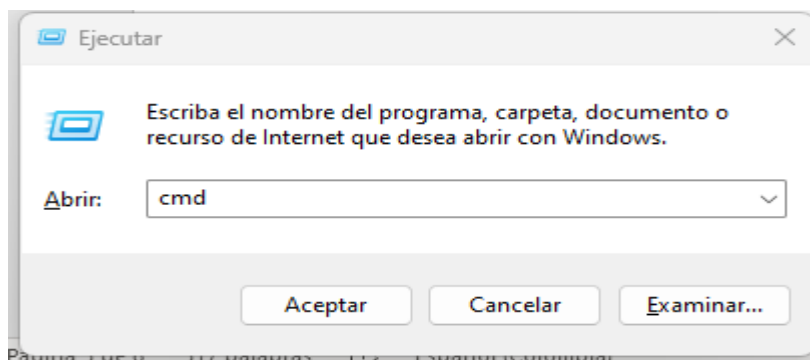 Ejecutar
Escriba el nombre del programa, carpeta, documento o
recurso de Internet que desea abrir con Windows.
Abrir:
cmd
Aceptar
Cancelar
Examinar...